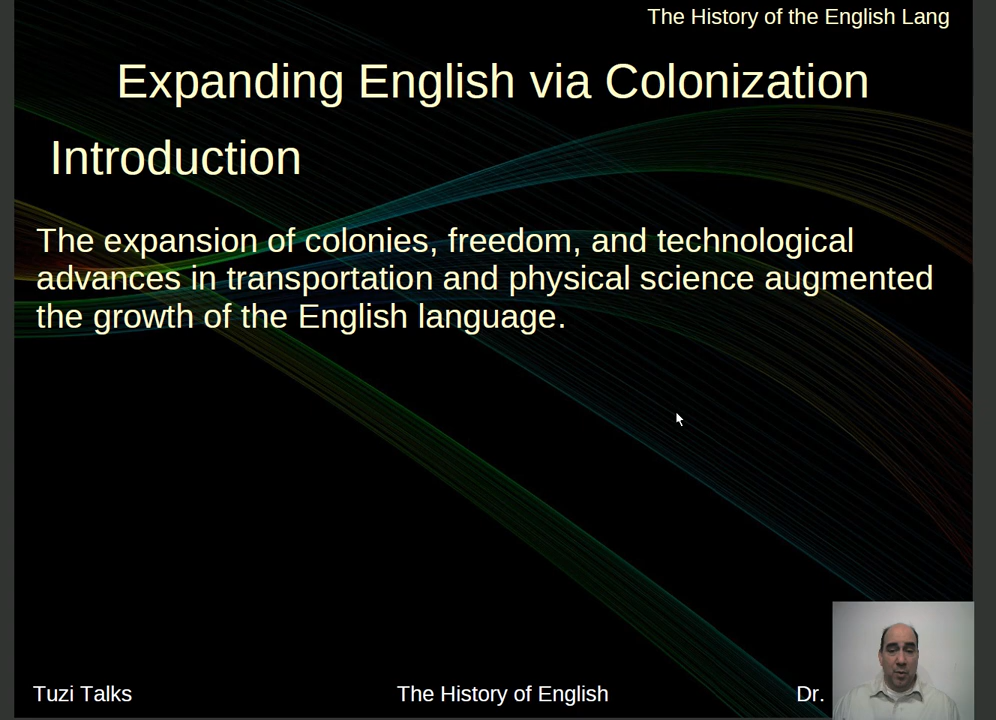 The History of the English Lang
Expanding English via Colonization
Introduction
The expansion of colonies, freedom, and technological
advances in transportation and physical science augmented
the growth of the English language.
Tuzi Talks
The History of English
Dr.